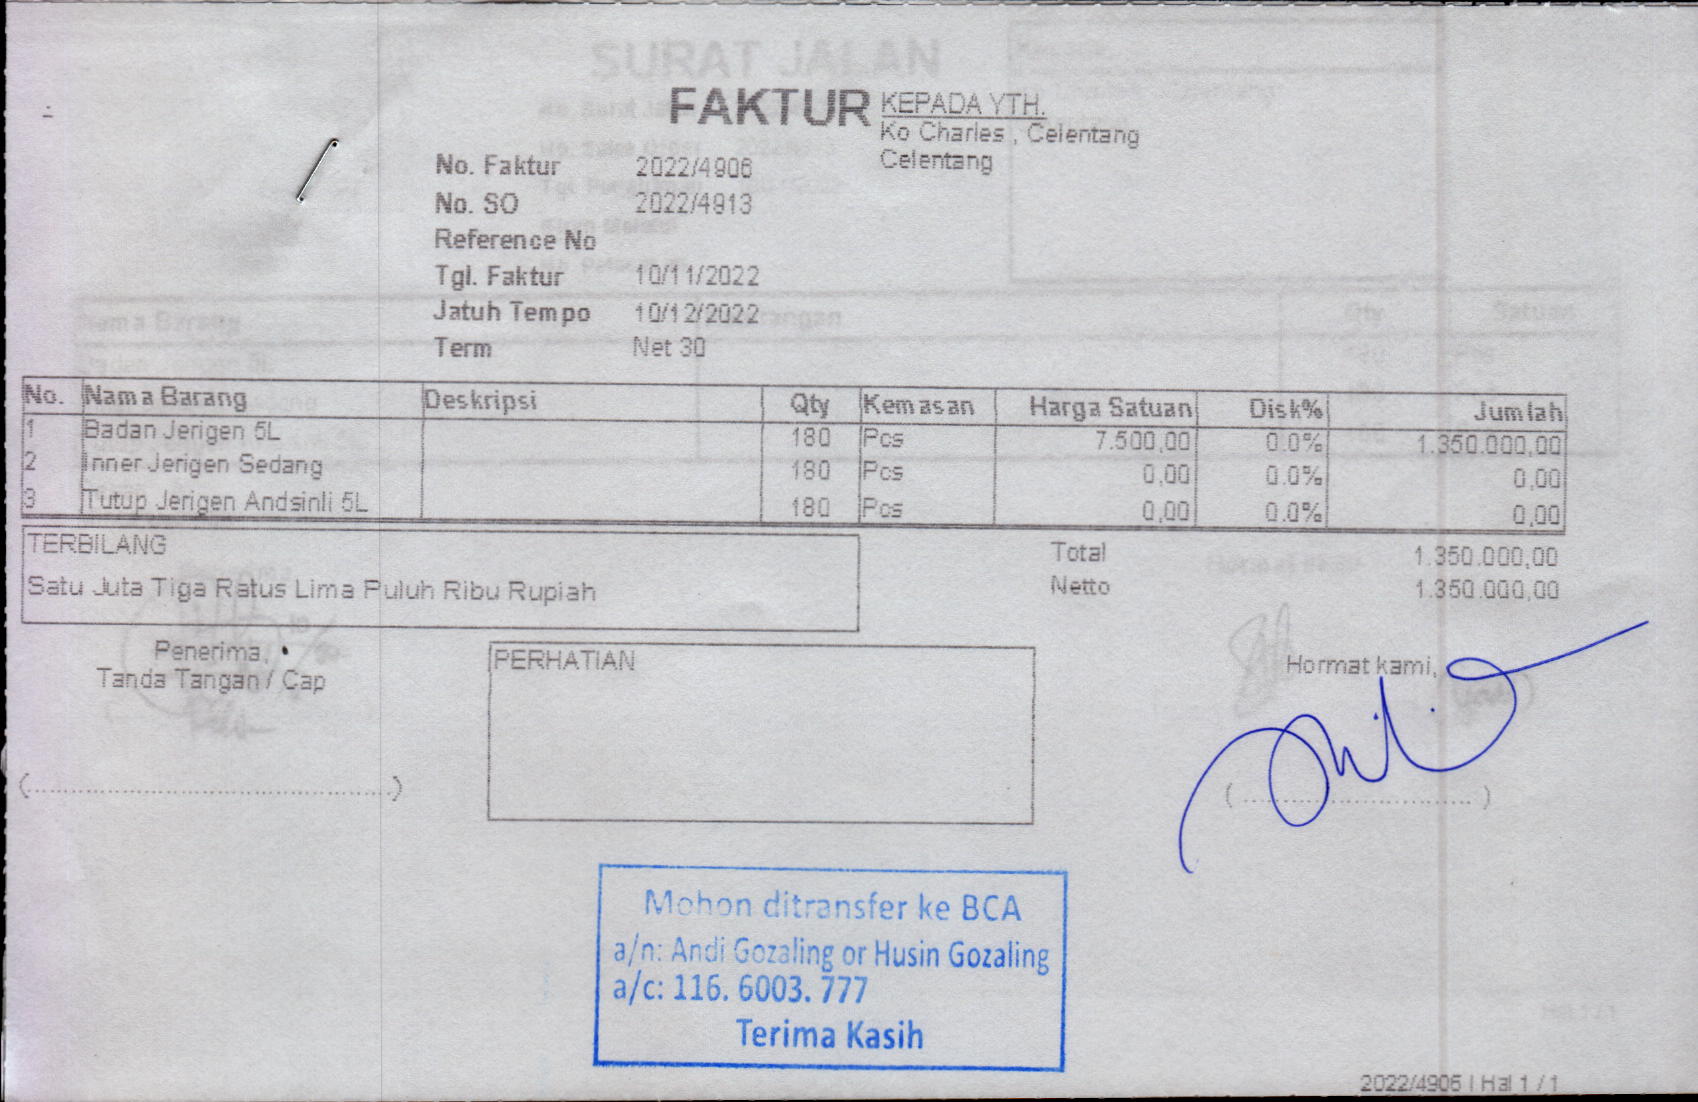 FAKTUR
KEPADA YTH.
Ko Charles , Celentang
Celentang
No. Faktur 2022/4906
No. SO 2022/4913
Reference No
Tgl. Faktur 10/11/2022
Jatuh Tempo 10/12/2022
Term Net 30
No. Nama Barang Deskripsi Qty Kemasan Harga Satuan Disk% Jumlah
1 Badan Jerigen 5L 180 Pcs 7.500,00 0.0% 1.350.000,00
2 Inner Jerigen Sedang 180 Pcs 0,00 0.0% 0,00
3 Tutup Jerigen Andsinli 5L 180 Pcs 0,00 0.0% 0,00
TERBILANG
Satu Juta Tiga Ratus Lima Puluh Ribu Rupiah
Total 1.350.000,00
Netto 1.350.000,00
Penerima,
Tanda Tangan / Cap
PERHATIAN
Hormat kami,
(..............................................)
( ............................. )
Mohon ditransfer ke BCA
a/n: Andi Gozaling or Husin Gozaling
a/c: 116. 6003. 777
Terima Kasih
2022/4906 | Hal 1 / 1
SURAT JALAN
Nama Barang
Qty Satuan